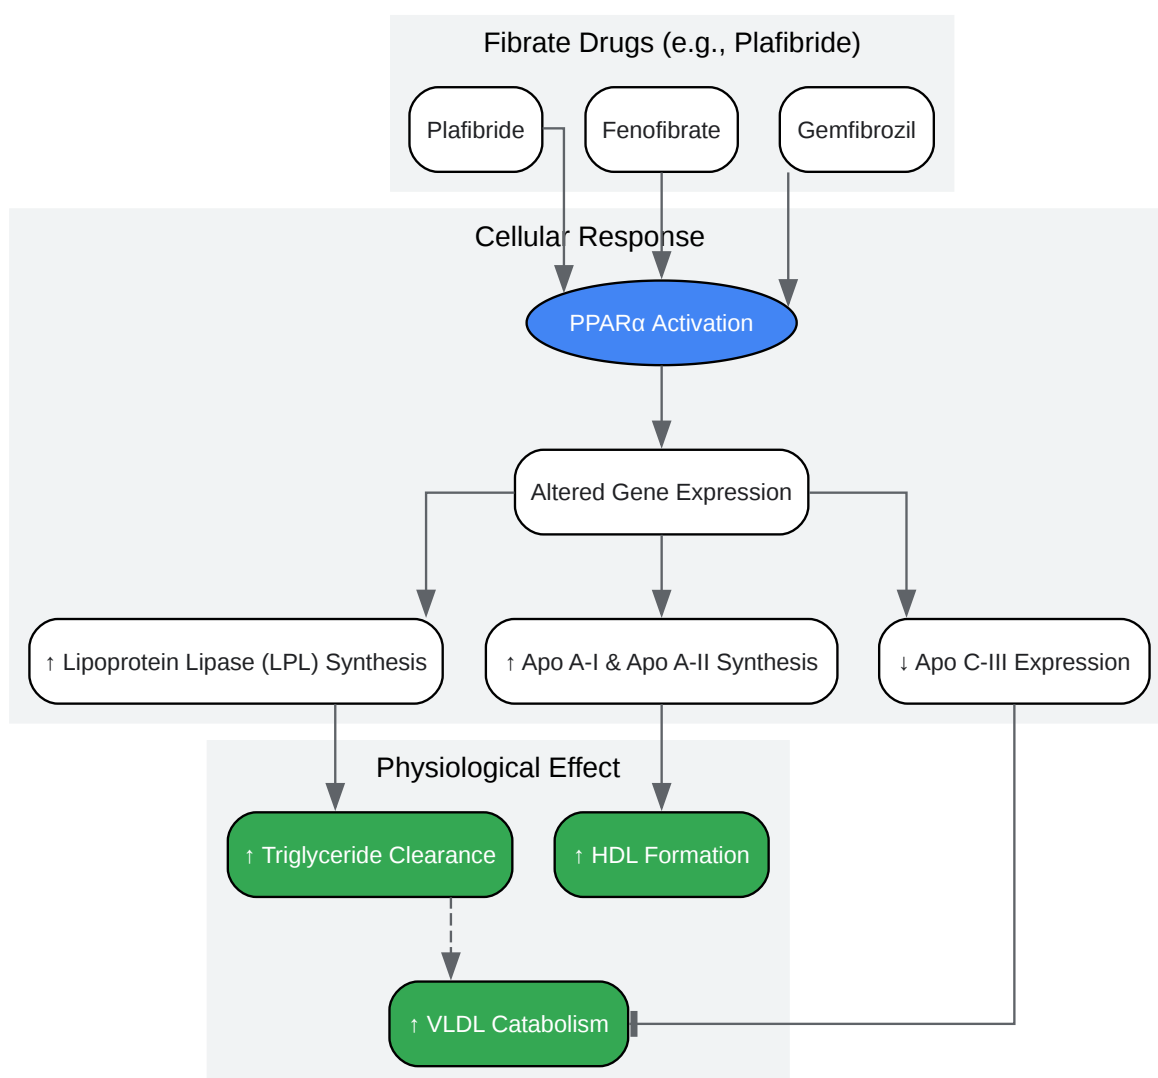 Fibrate Drugs (e.g., Plafibride)
Plafibride
Fenofibrate
Gemfibrozil
Cellular Response
PPARα Activation
Altered Gene Expression
↑ Lipoprotein Lipase (LPL) Synthesis
↑ Apo A-I & Apo A-II Synthesis
↓ Apo C-III Expression
Physiological Effect
↑ Triglyceride Clearance
↑ HDL Formation
↑ VLDL Catabolism